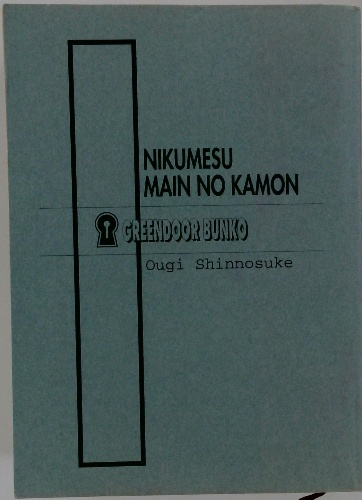 NIKUMESU
MAIN NO KAMON
GREENDOOR BUNKO
Ougi Shinnosuke